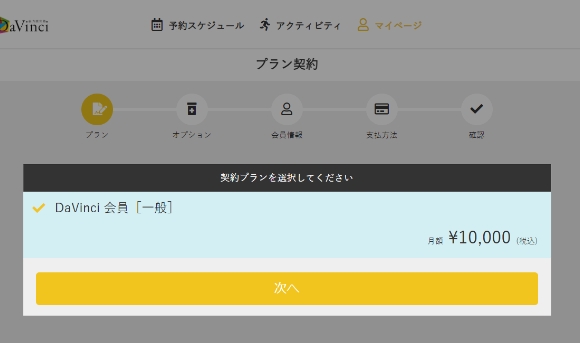 DaVinci
予約スケジュール
アクティビティ
マイページ
プラン契約
プラン
オプション
会員情報
支払方法
確認
契約プランを選択してください
DaVinci 会員［一般］
月額 ¥10,000 (税込)
次へ